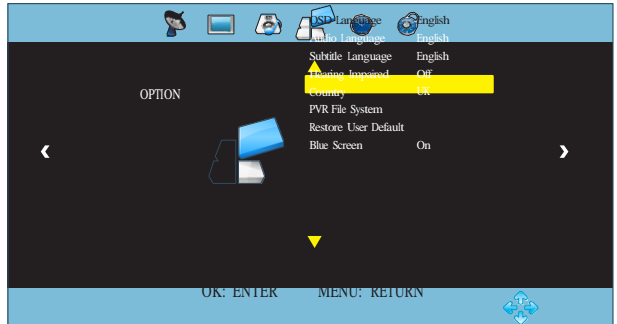 OSD Language English
Audio Language English
Subtitle Language English
Hearing Impaired Off
Country UK
OPTION
PVR File System
Restore User Default
Blue Screen On
OK: ENTER MENU: RETURN